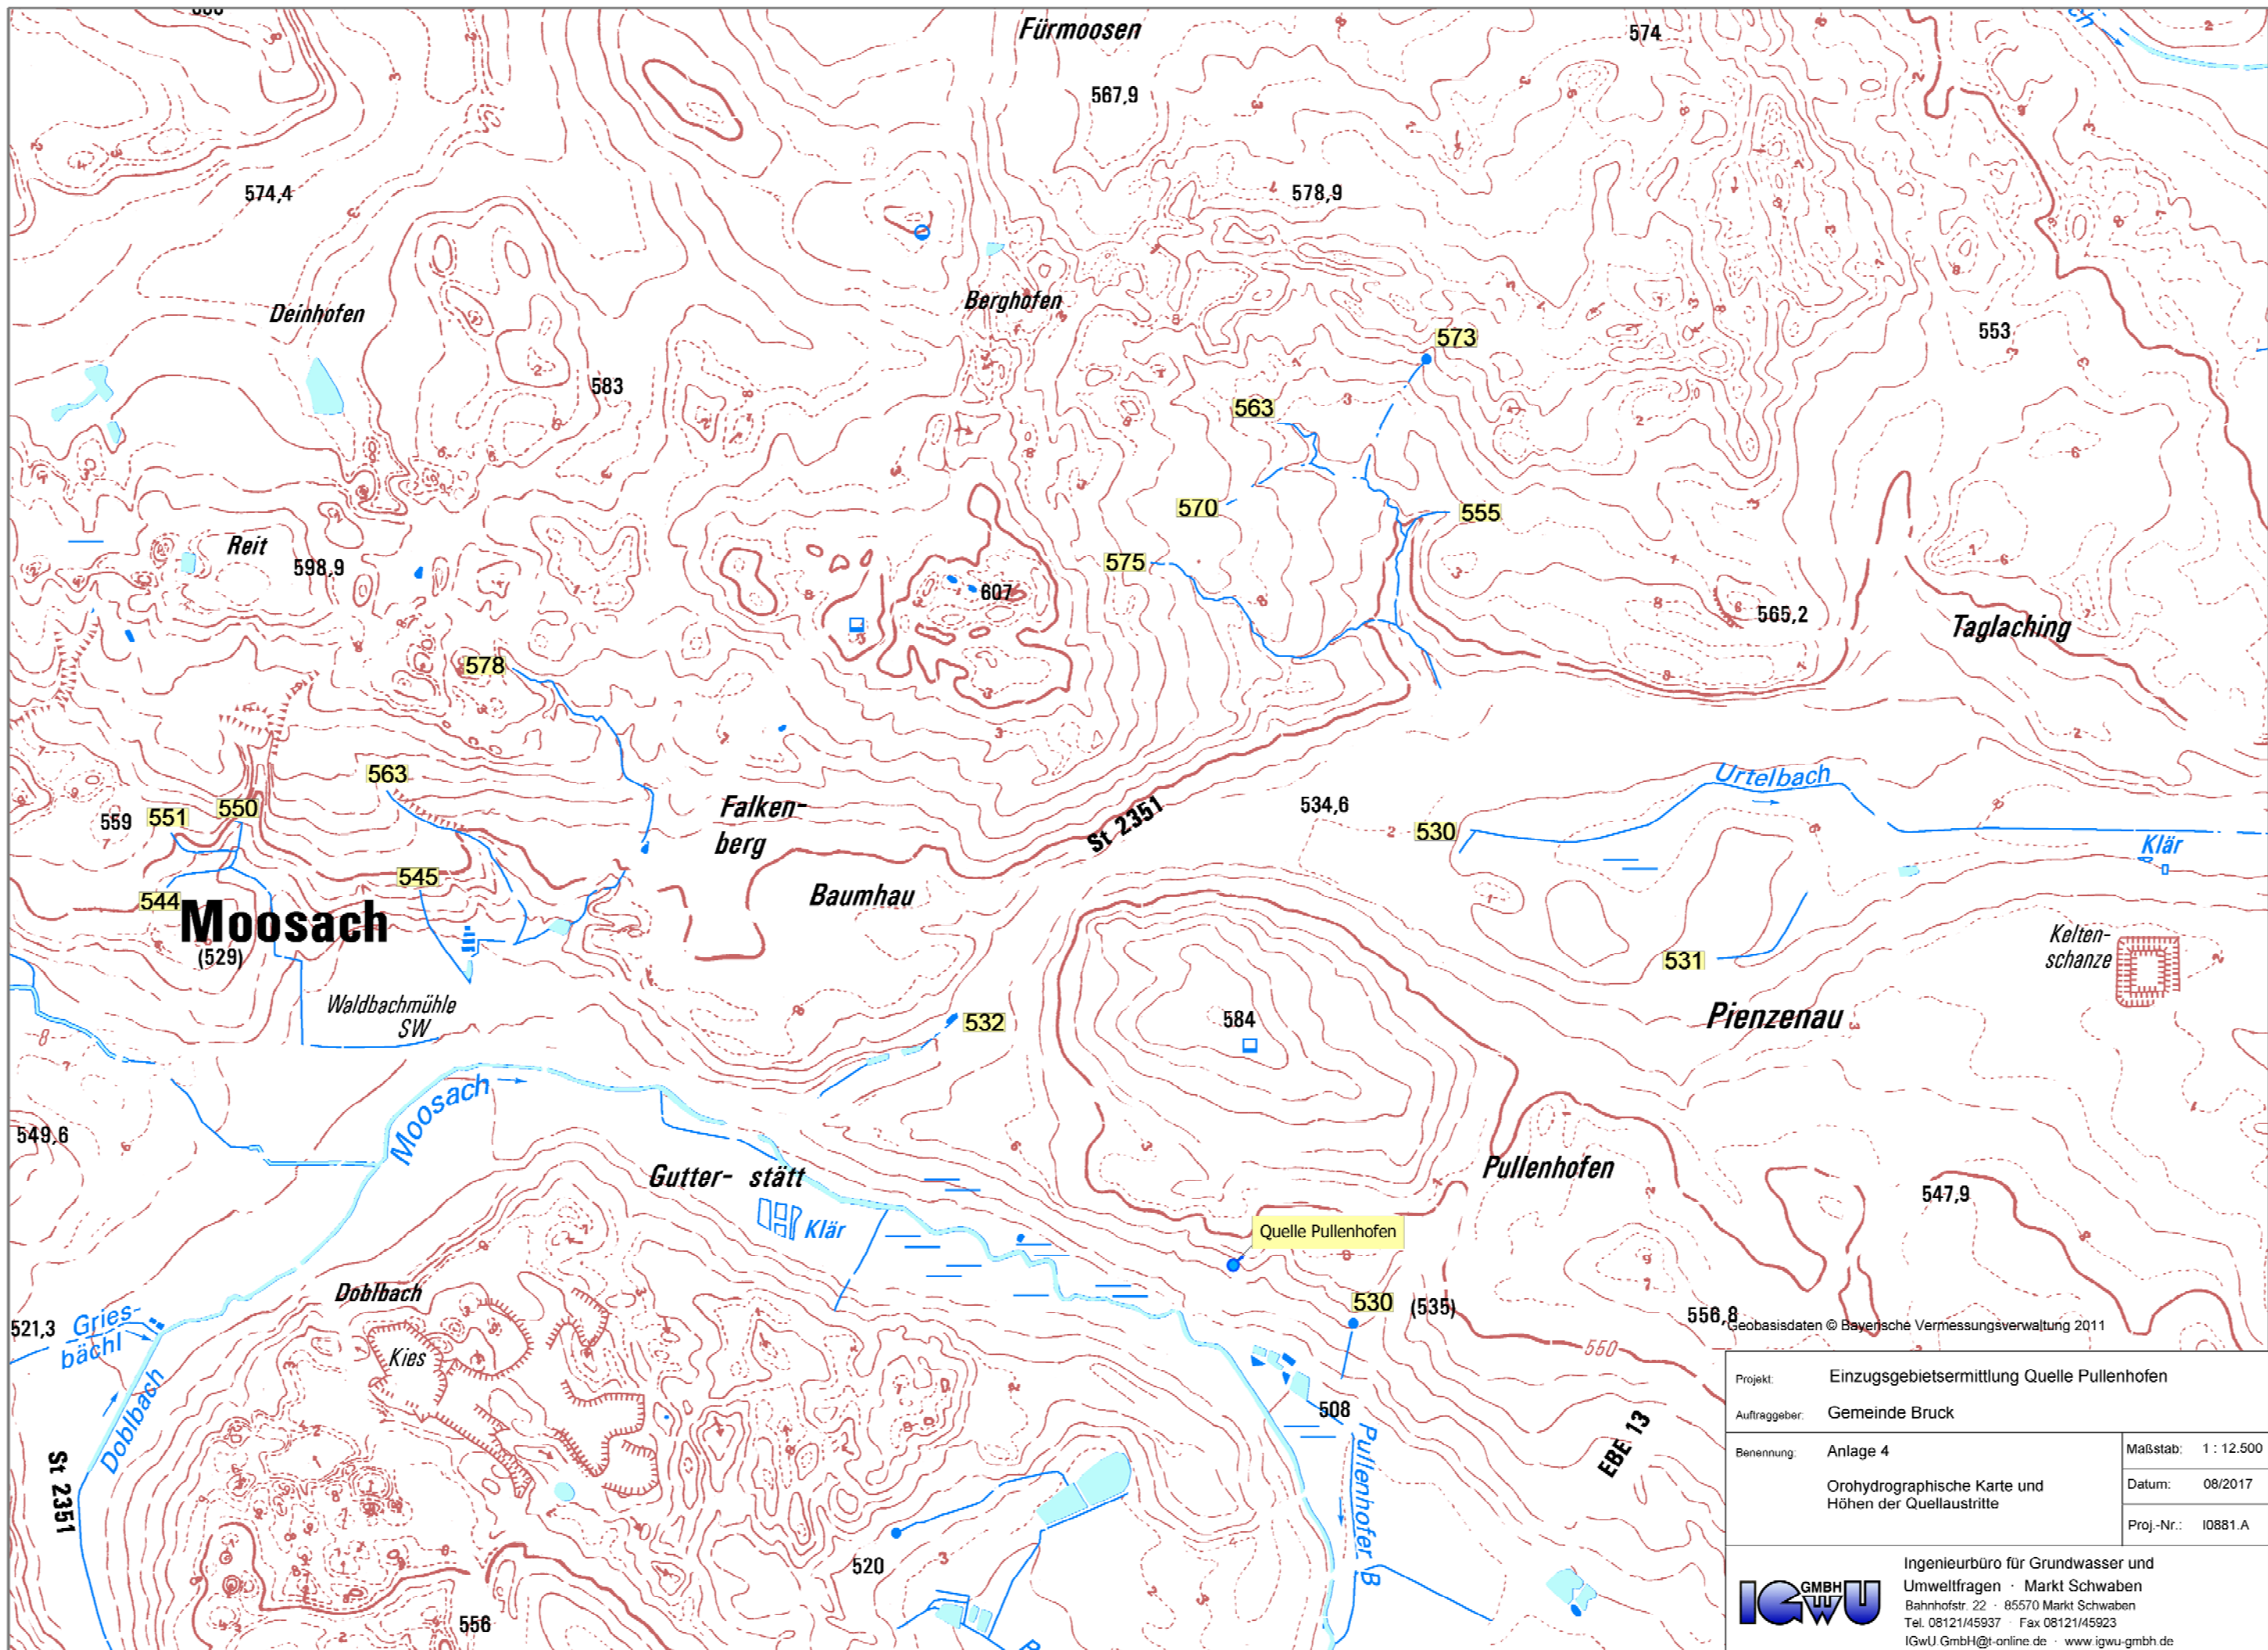 Fürmoosen
574
567,9
574,4
578,9
Deinhofen
Berghofen
553
573
583
563
570
555
Reit
598,9
575
607
565,2
Taglaching
578
563
Urtelbach
Falken-
berg
534,6
St 2351
530
559
551
550
Klär
545
Baumhau
544
Moosach
(529)
Kelten-
schanze
531
Waldbachmühle
SW
532
584
Pienzenau
Moosach
549,6
Gutter- stätt
Pullenhofen
547,9
Klär
Quelle Pullenhofen
Doblbach
530
(535)
556,8
Geobasisdaten © Bayerische Vermessungsverwaltung 2011
521,3
Gries-
bächl
Kies
560
Doblbach
508
Pullenhofer B
EBE 13
St 2351
520
556
Projekt: Einzugsgebietsermittlung Quelle Pullenhofen
Auftraggeber: Gemeinde Bruck
Benennung: Anlage 4
Orohydrographische Karte und
Höhen der Quellaustritte
Maßstab: 1 : 12.500
Datum: 08/2017
Proj.-Nr.: I0881.A
IGwU GMBH
Ingenieurbüro für Grundwasser und
Umweltfragen · Markt Schwaben
Bahnhofstr. 22 · 85570 Markt Schwaben
Tel. 08121/45937 Fax 08121/45923
IGwU.GmbH@t-online.de · www.igwu-gmbh.de